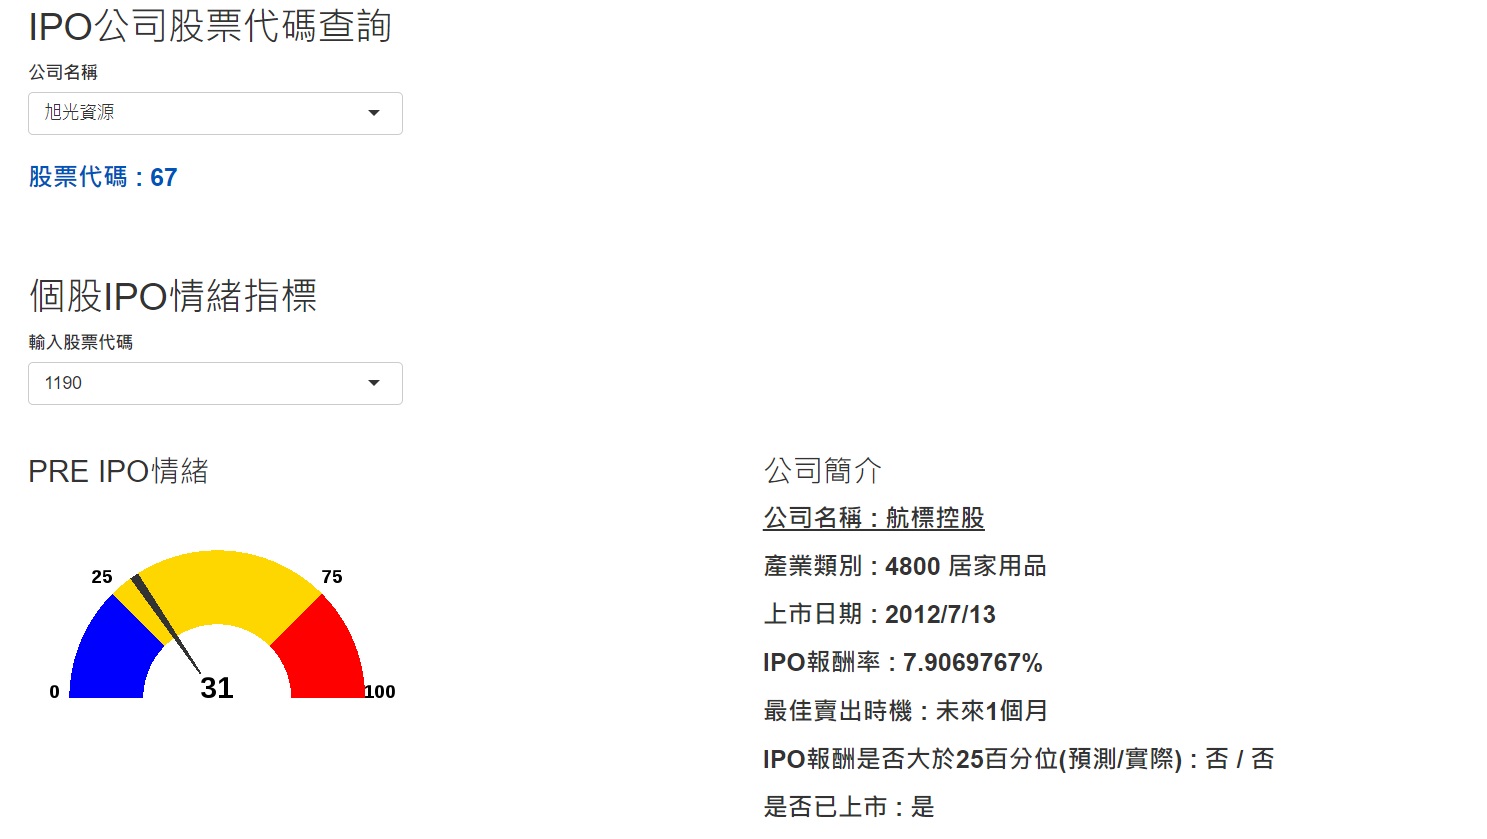 IPO公司股票代碼查詢
公司名稱
旭光資源
股票代碼 : 67
個股IPO情緒指標
輸入股票代碼
1190
PRE IPO情緒
0
25
75
100
31
公司簡介
公司名稱 : 航標控股
產業類別 : 4800 居家用品
上市日期 : 2012/7/13
IPO報酬率 : 7.9069767%
最佳賣出時機 : 未來1個月
IPO報酬是否大於25百分位(預測/實際) : 否 / 否
是否已上市 : 是